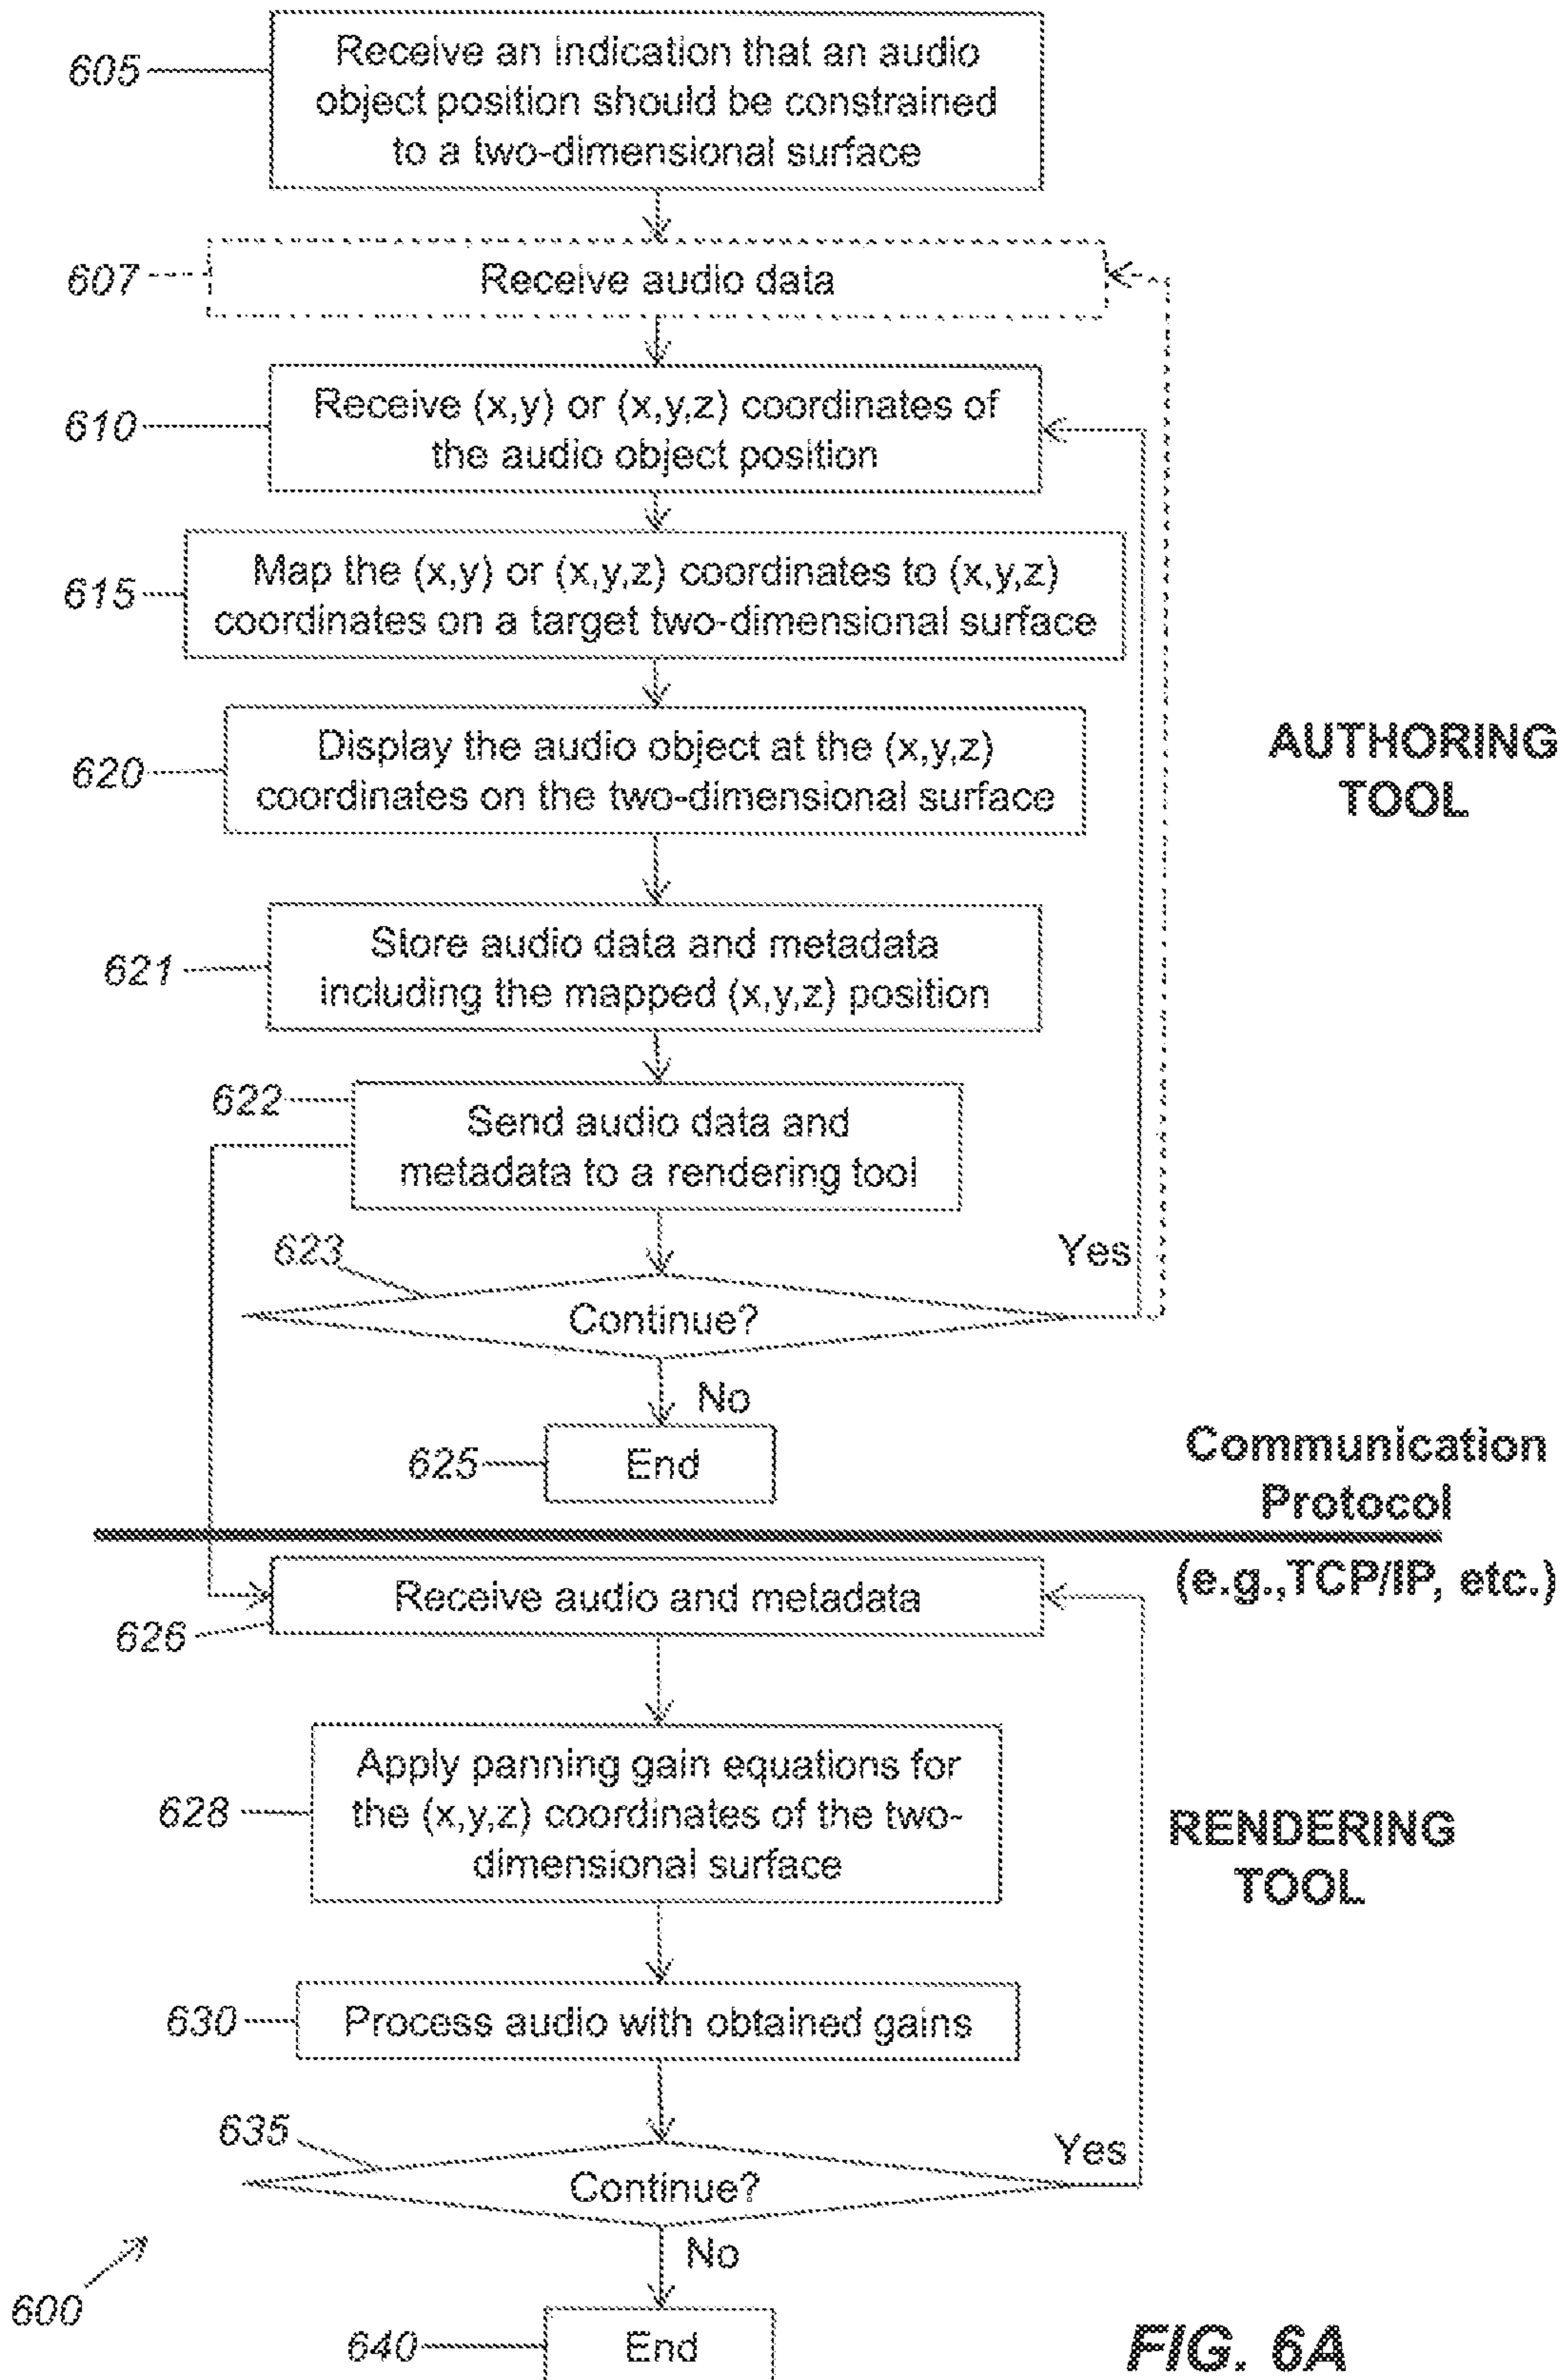 605
Receive an indication that an audio
object position should be constrained
to a two-dimensional surface
607
Receive audio data
610
Receive (x,y) or (x,y,z) coordinates of
the audio object position
615
Map the (x,y) or (x,y,z) coordinates to (x,y,z)
coordinates on a target two-dimensional surface
620
Display the audio object at the (x,y,z)
coordinates on the two-dimensional surface
AUTHORING
TOOL
621
Store audio data and metadata
including the mapped (x,y,z) position
622
Send audio data and
metadata to a rendering tool
623
Continue?
Yes
No
625
End
Communication
Protocol
(e.g.,TCP/IP, etc.)
626
Receive audio and metadata
628
Apply panning gain equations for
the (x,y,z) coordinates of the two-
dimensional surface
RENDERING
TOOL
630
Process audio with obtained gains
635
Continue?
Yes
No
600
640
End
FIG. 6A